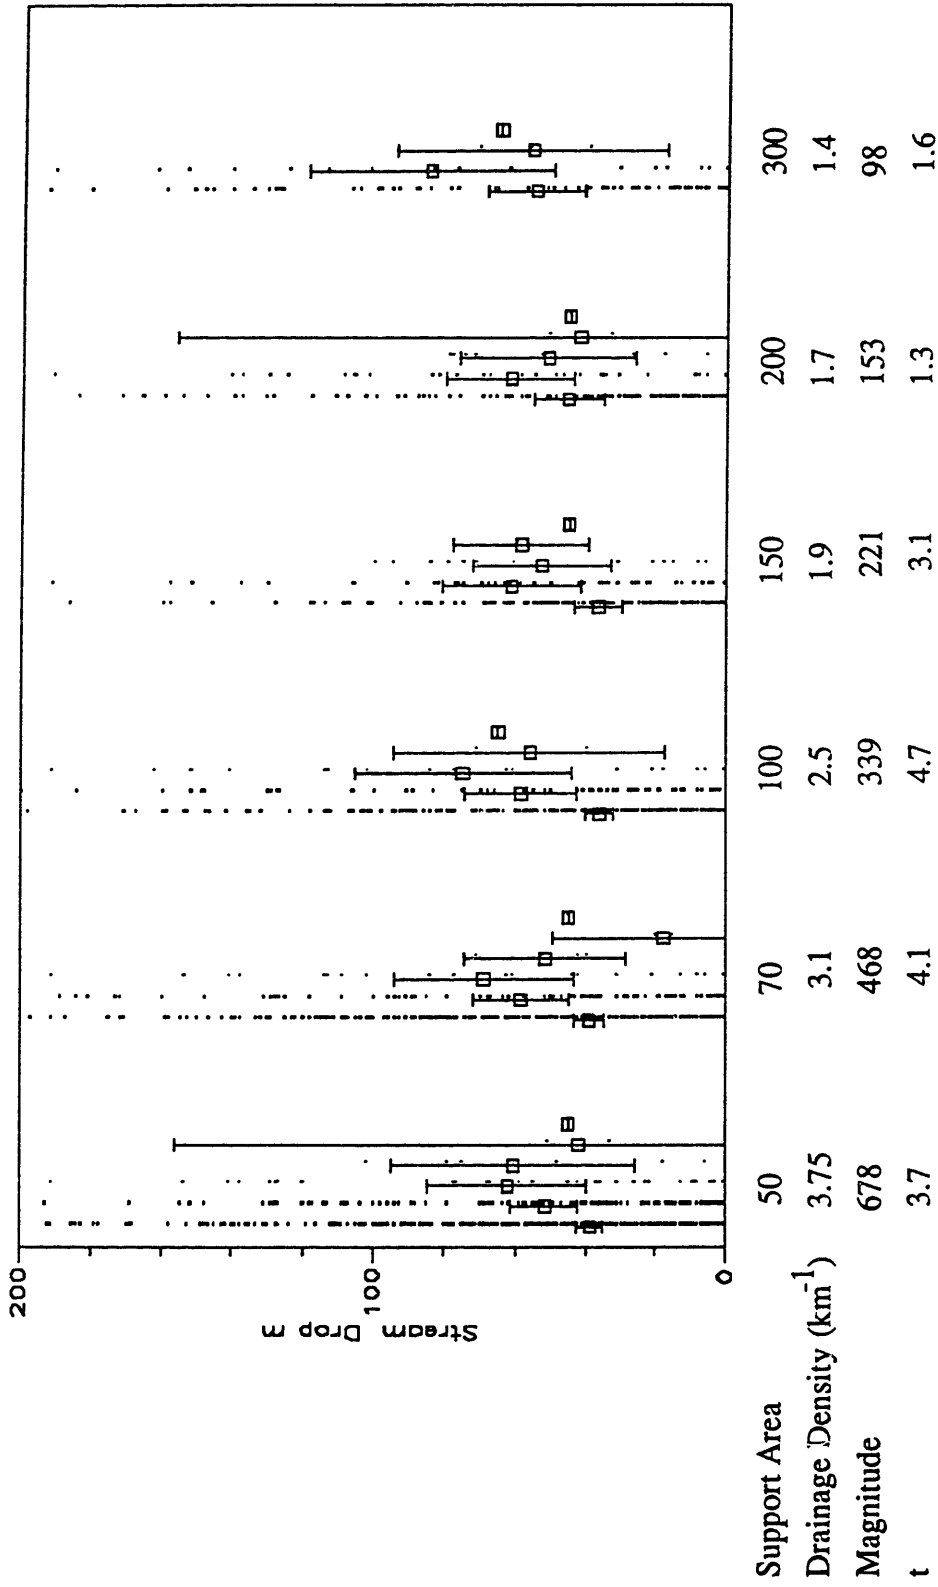 200
100
0
Stream Drop m
Support Area 50 70 100 150 200 300
Drainage Density (km-1) 3.75 3.1 2.5 1.9 1.7 1.4
Magnitude 678 468 339 221 153 98
t 3.7 4.1 4.7 3.1 1.3 1.6